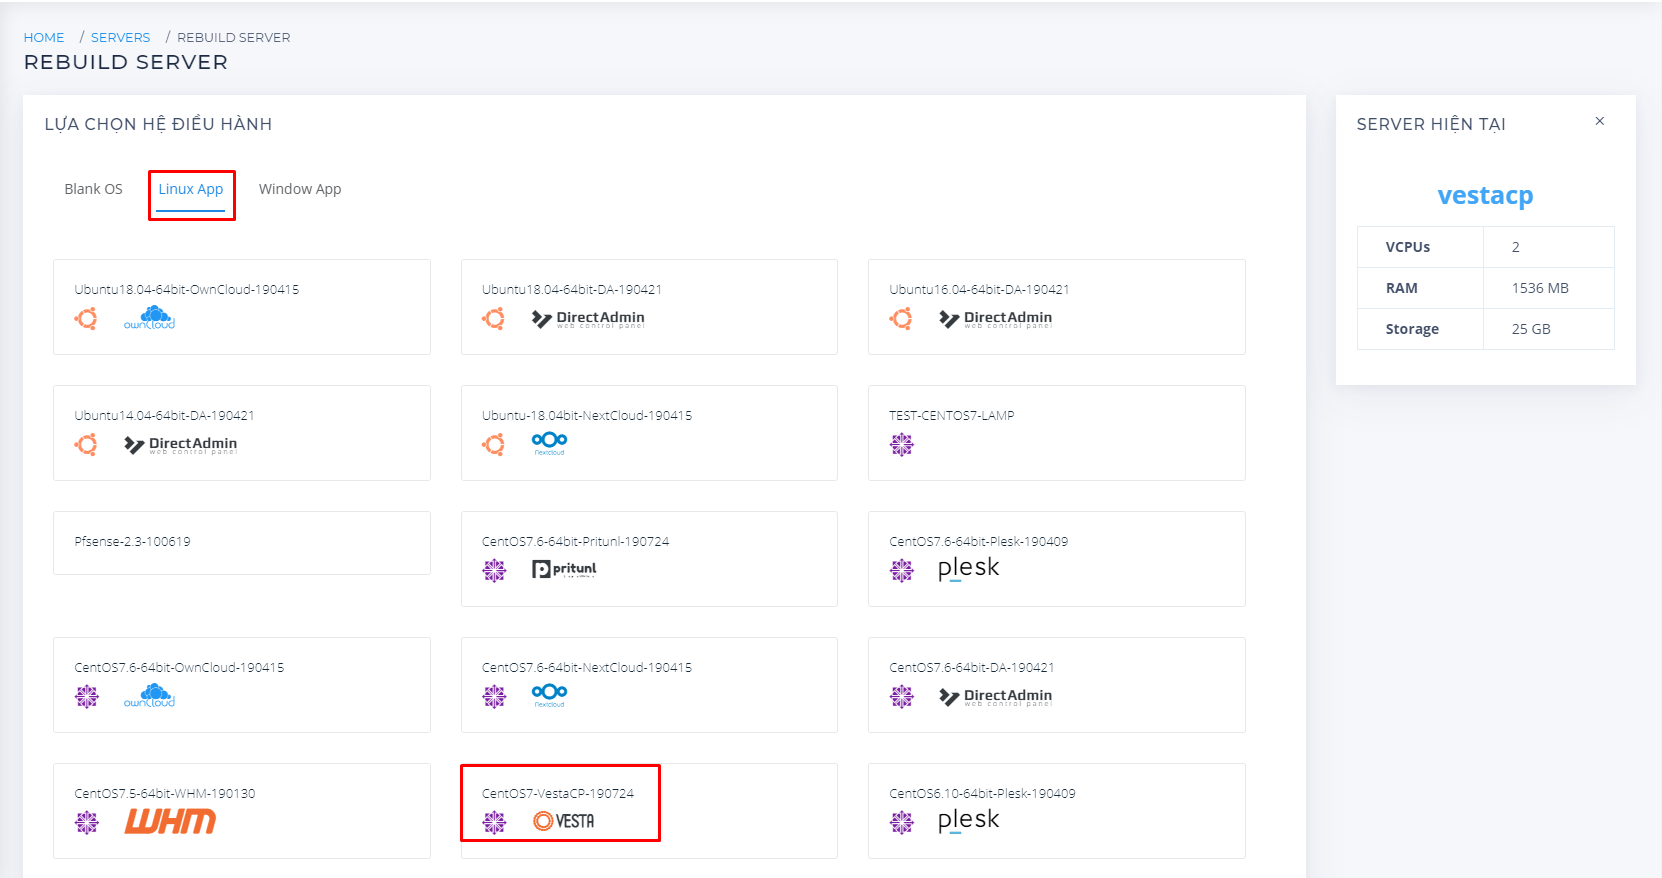 HOME / SERVERS / REBUILD SERVER
REBUILD SERVER
LỰA CHỌN HỆ ĐIỀU HÀNH
Blank OS Linux App Window App
Ubuntu18.04-64bit-OwnCloud-190415
ownCloud
Ubuntu18.04-64bit-DA-190421
DirectAdmin
web control panel
Ubuntu16.04-64bit-DA-190421
DirectAdmin
web control panel
Ubuntu14.04-64bit-DA-190421
DirectAdmin
web control panel
Ubuntu-18.04bit-NextCloud-190415
Nextcloud
TEST-CENTOS7-LAMP
Pfsense-2.3-100619
CentOS7.6-64bit-Pritunl-190724
pritunl
CentOS7.6-64bit-Plesk-190409
plesk
CentOS7.6-64bit-OwnCloud-190415
ownCloud
CentOS7.6-64bit-NextCloud-190415
Nextcloud
CentOS7.6-64bit-DA-190421
DirectAdmin
web control panel
CentOS7.5-64bit-WHM-190130
WHM
CentOS7-VestaCP-190724
VESTA
CentOS6.10-64bit-Plesk-190409
plesk
SERVER HIỆN TẠI ×
vestacp
VCPUs 2
RAM 1536 MB
Storage 25 GB